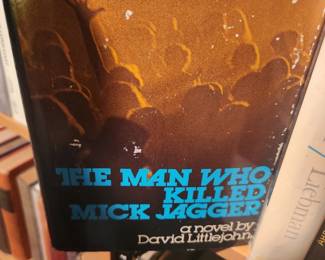 THE MAN WHO
KILLED
MICK JAGGER
a novel by
David Littlejohn
Liebman